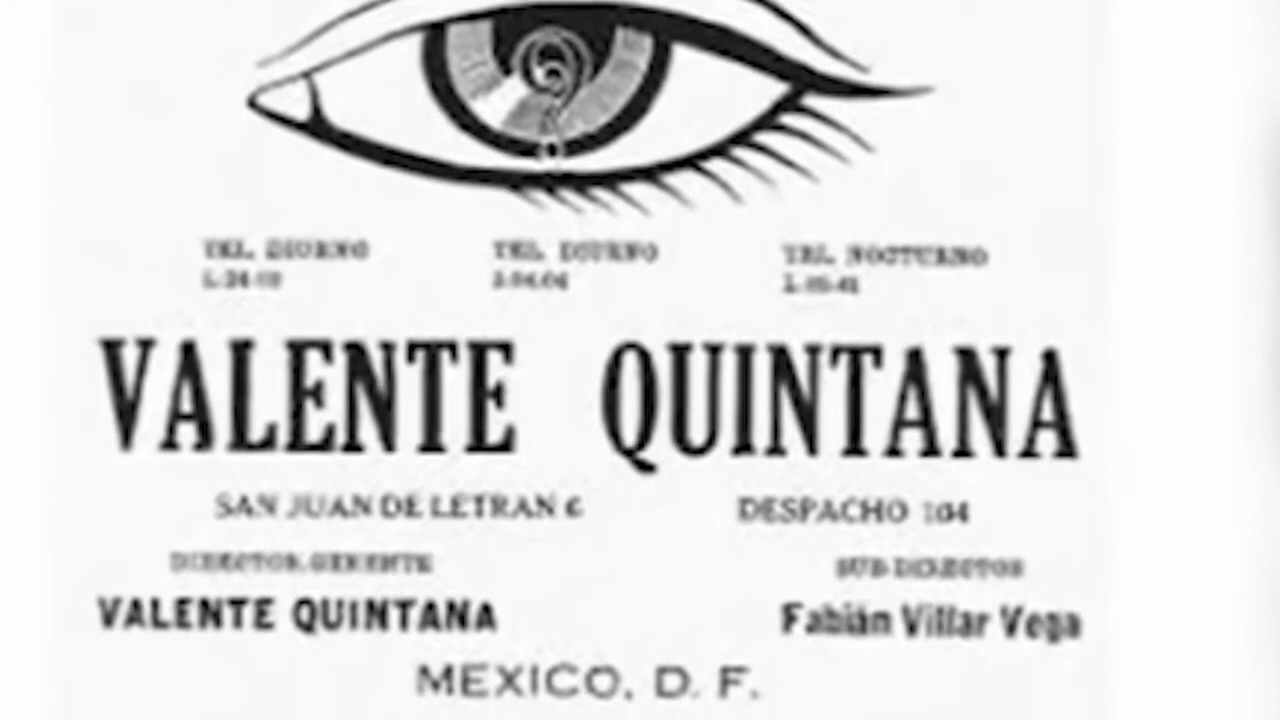 TEL. DIURNO TEL. DIURNO TEL. NOCTURNO
VALENTE QUINTANA
SAN JUAN DE LETRAN 6 DESPACHO 104
DIRECTOR-GERENTE SUB-DIRECTOR
VALENTE QUINTANA Fabián Villar Vega
MEXICO, D. F.